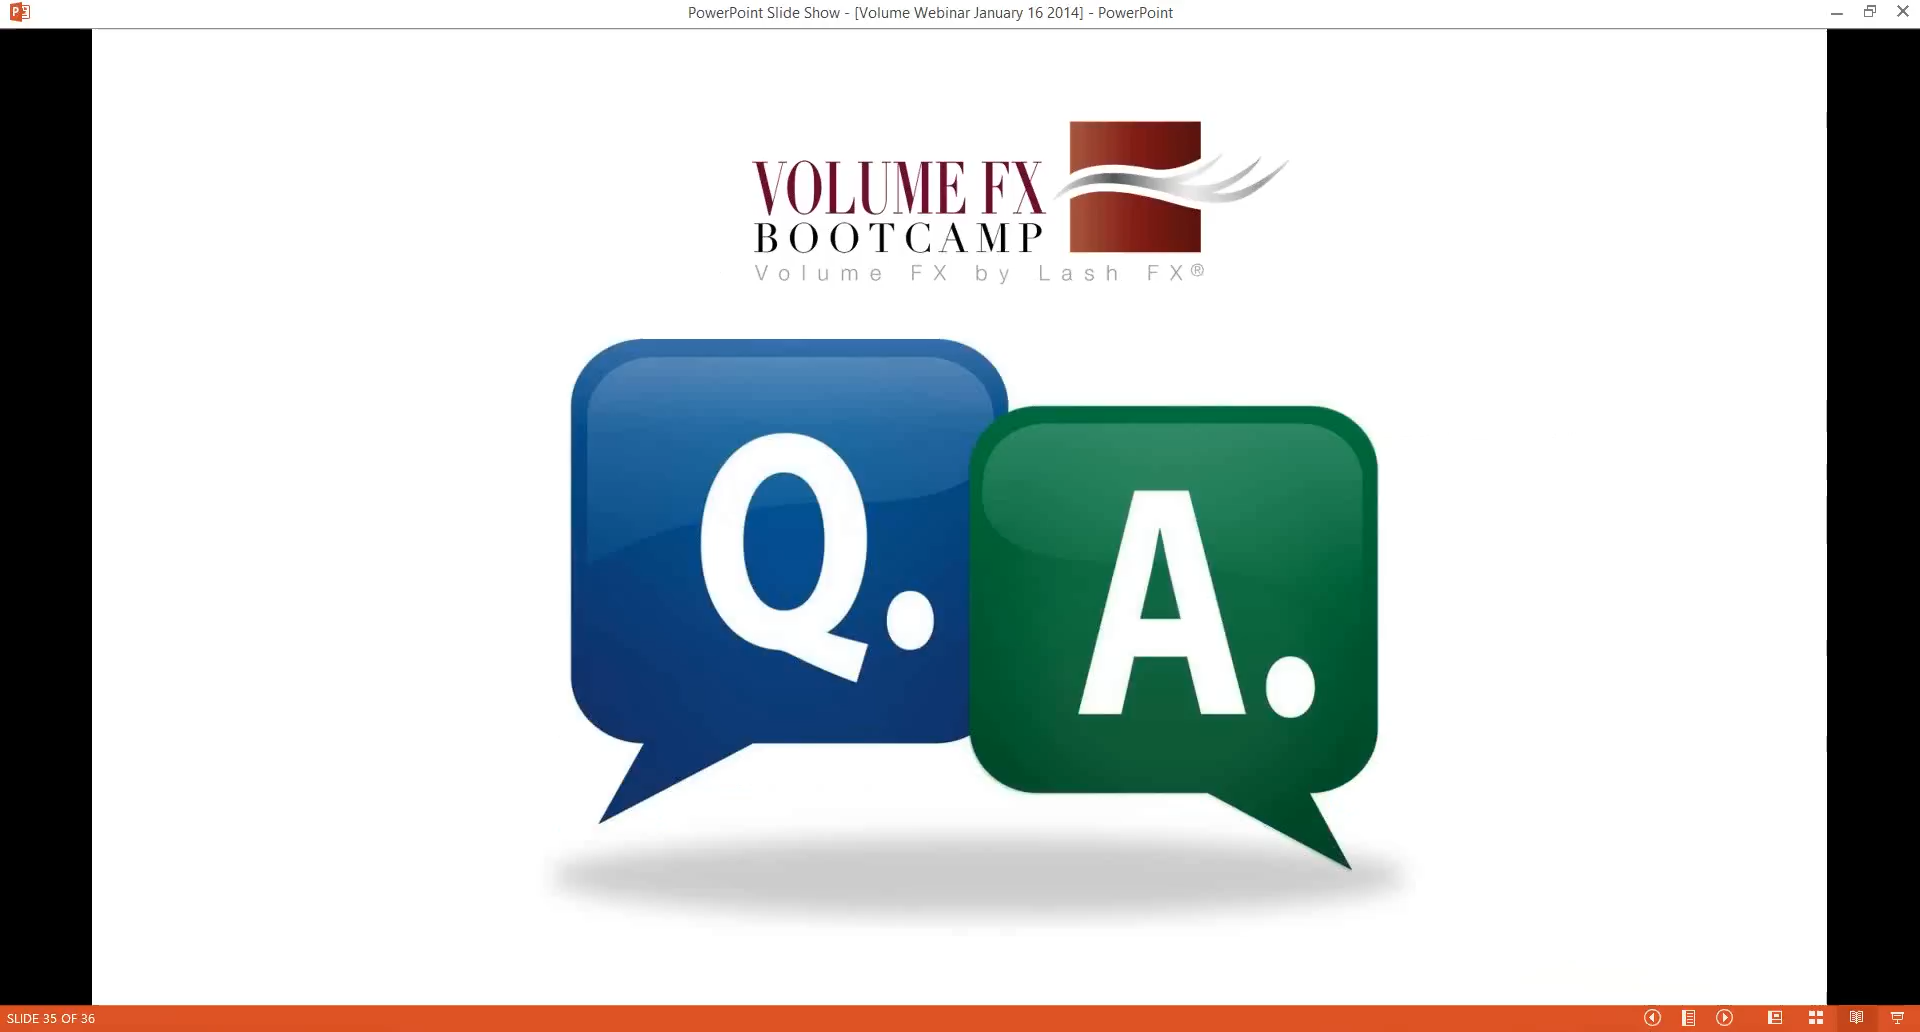 PowerPoint Slide Show - [Volume Webinar January 16 2014] - PowerPoint
VOLUME FX
BOOTCAMP
Volume FX by Lash FX®
Q.
A.
SLIDE 35 OF 36